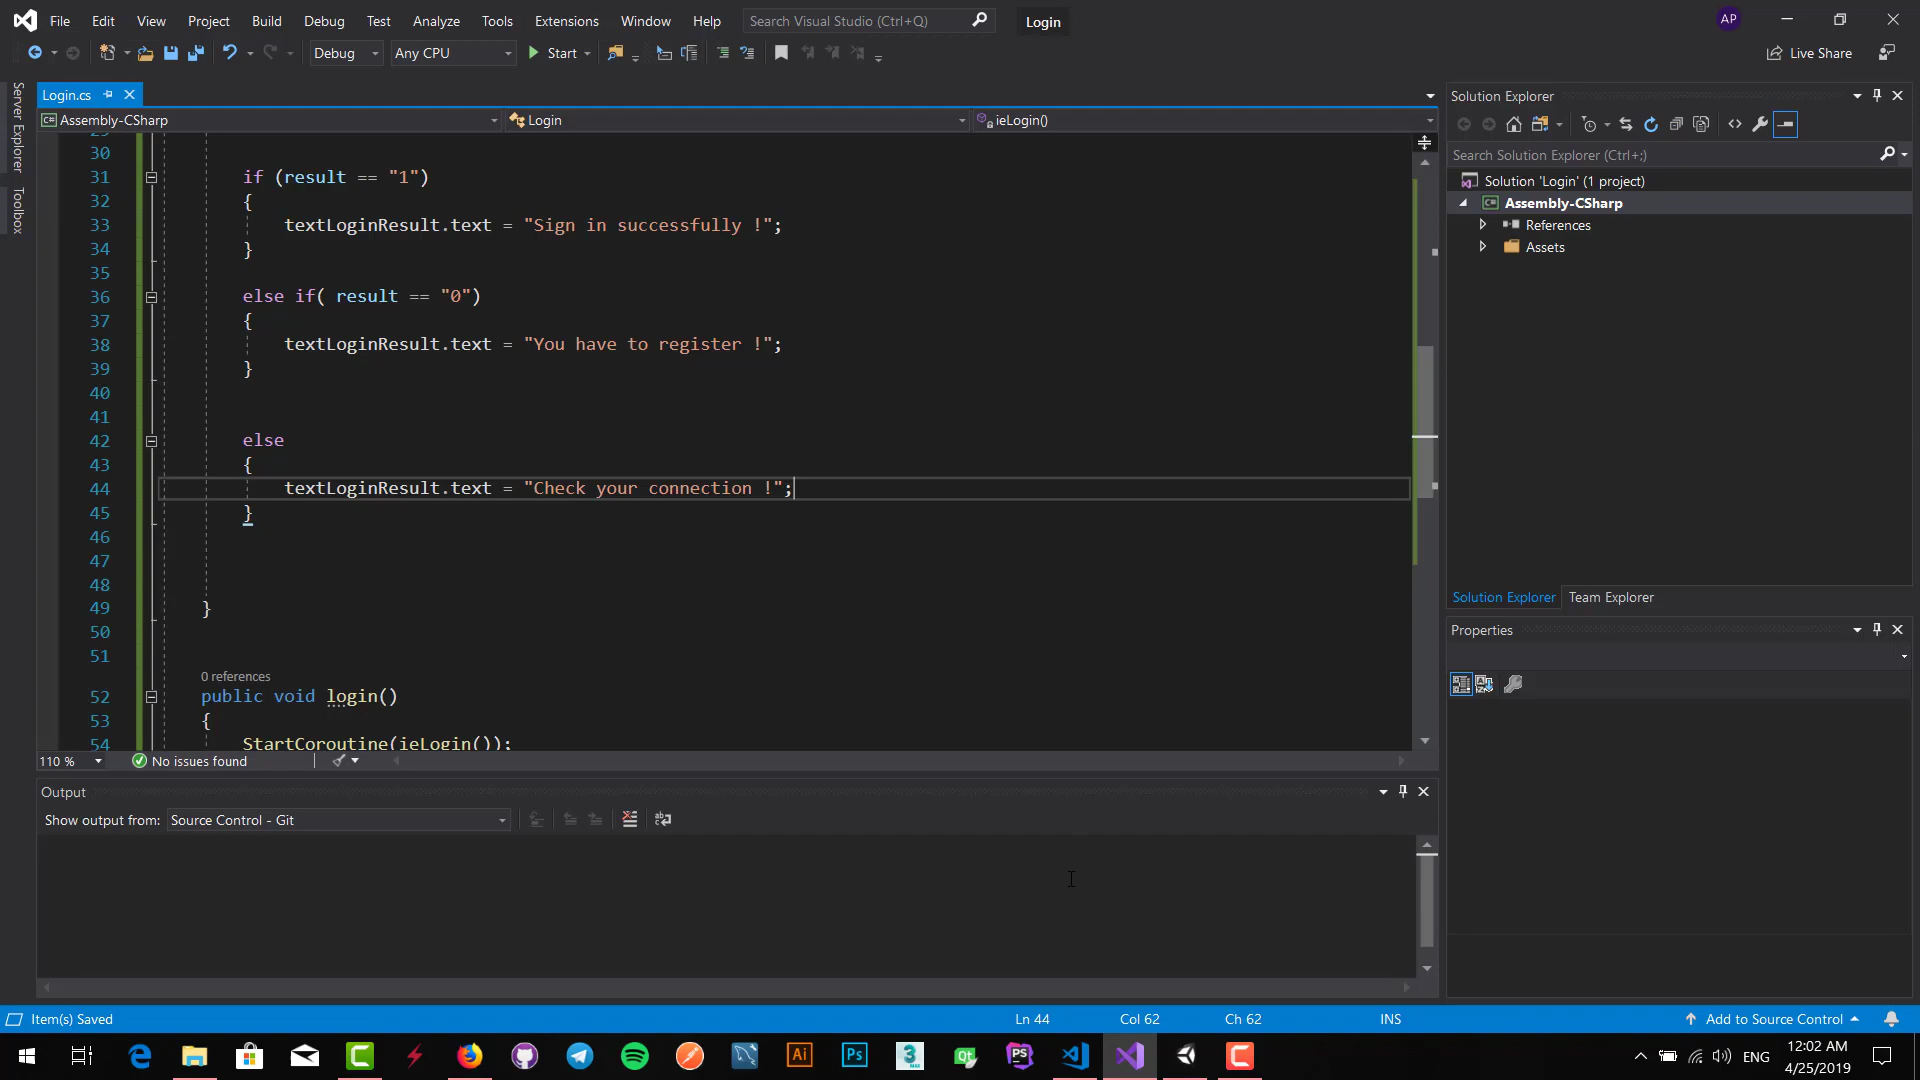 File Edit View Project Build Debug Test Analyze Tools Extensions Window Help Search Visual Studio (Ctrl+Q) Login AP
Debug Any CPU Start Live Share
Server Explorer
Toolbox
Login.cs
Assembly-CSharp Login ieLogin()
30
31 if (result == "1")
32 {
33 textLoginResult.text = "Sign in successfully !";
34 }
35
36 else if( result == "0")
37 {
38 textLoginResult.text = "You have to register !";
39 }
40
41
42 else
43 {
44 textLoginResult.text = "Check your connection !";
45 }
46
47
48
49 }
50
51
0 references
52 public void login()
53 {
54 StartCoroutine(ieLogin());
110 % No issues found
Output
Show output from: Source Control - Git
Solution Explorer
Search Solution Explorer (Ctrl+;)
Solution 'Login' (1 project)
Assembly-CSharp
References
Assets
Solution Explorer Team Explorer
Properties
Item(s) Saved Ln 44 Col 62 Ch 62 INS Add to Source Control
Ai Ps 3 MAX Qt PS ENG 12:02 AM
4/25/2019